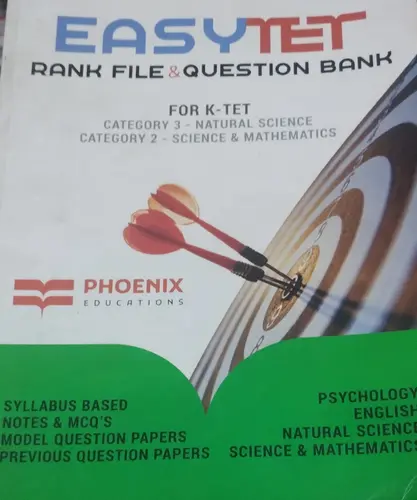 EASYTET
RANK FILE & QUESTION BANK
FOR K-TET
CATEGORY 3 - NATURAL SCIENCE
CATEGORY 2 - SCIENCE & MATHEMATICS
PHOENIX
EDUCATIONS
SYLLABUS BASED
NOTES & MCQ'S
MODEL QUESTION PAPERS
PREVIOUS QUESTION PAPERS
PSYCHOLOGY
ENGLISH
NATURAL SCIENCE
SCIENCE & MATHEMATICS